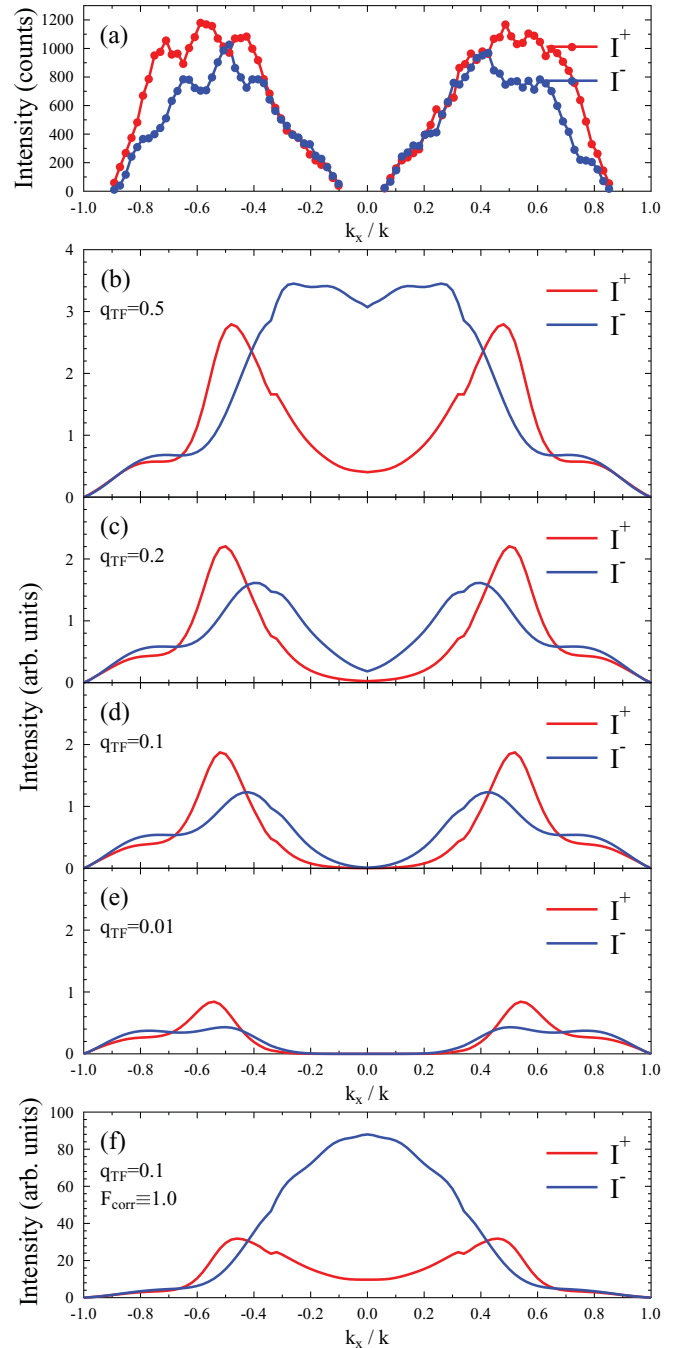 (a)
I⁺
I⁻
Intensity (counts)
1200
1000
800
600
400
200
0
-1.0 -0.8 -0.6 -0.4 -0.2 0.0 0.2 0.4 0.6 0.8 1.0
kₓ / k
(b)
q_TF=0.5
I⁺
I⁻
4
3
2
1
0
(c)
q_TF=0.2
I⁺
I⁻
2
1
0
Intensity (arb. units)
(d)
q_TF=0.1
I⁺
I⁻
2
1
0
(e)
q_TF=0.01
I⁺
I⁻
2
1
0
-1.0 -0.8 -0.6 -0.4 -0.2 0.0 0.2 0.4 0.6 0.8 1.0
kₓ / k
(f)
q_TF=0.1
F_corr≡1.0
I⁺
I⁻
Intensity (arb. units)
100
80
60
40
20
0
-1.0 -0.8 -0.6 -0.4 -0.2 0.0 0.2 0.4 0.6 0.8 1.0
kₓ / k